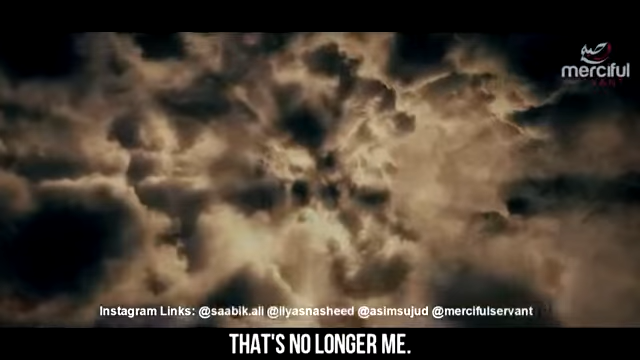 merciful
Instagram Links: @saabik.ali @ilyasnasheed @asimsujud @mercifulservant
THAT'S NO LONGER ME.